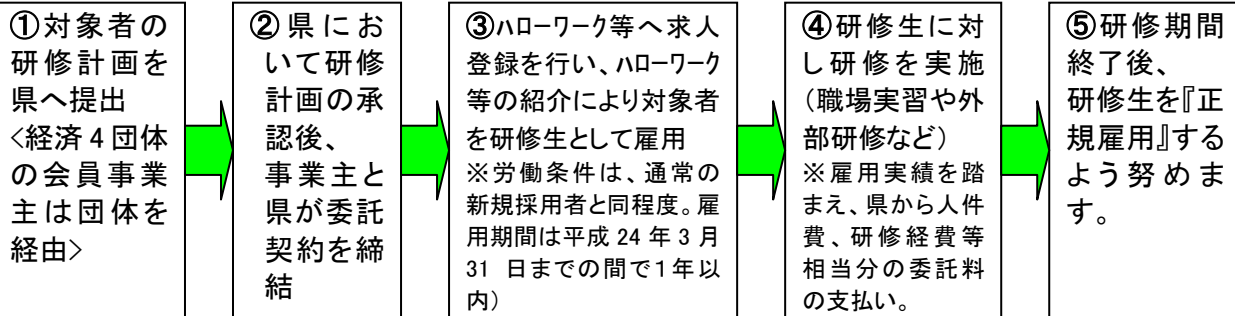 ①対象者の
研修計画を
県へ提出
<経済4団体
の会員事業
主は団体を
経由>
②県にお
いて研修
計画の承
認後、
事業主と
県が委託
契約を締
結
③ハローワーク等へ求人
登録を行い、ハローワーク
等の紹介により対象者
を研修生として雇用
※労働条件は、通常の
新規採用者と同程度。雇
用期間は平成24年3月
31日までの間で1年以
内)
④研修生に対
し研修を実施
(職場実習や外
部研修など)
※雇用実績を踏
まえ、県から人件
費、研修経費等
相当分の委託料
の支払い。
⑤研修期間
終了後、
研修生を『正
規雇用』する
よう努めま
す。